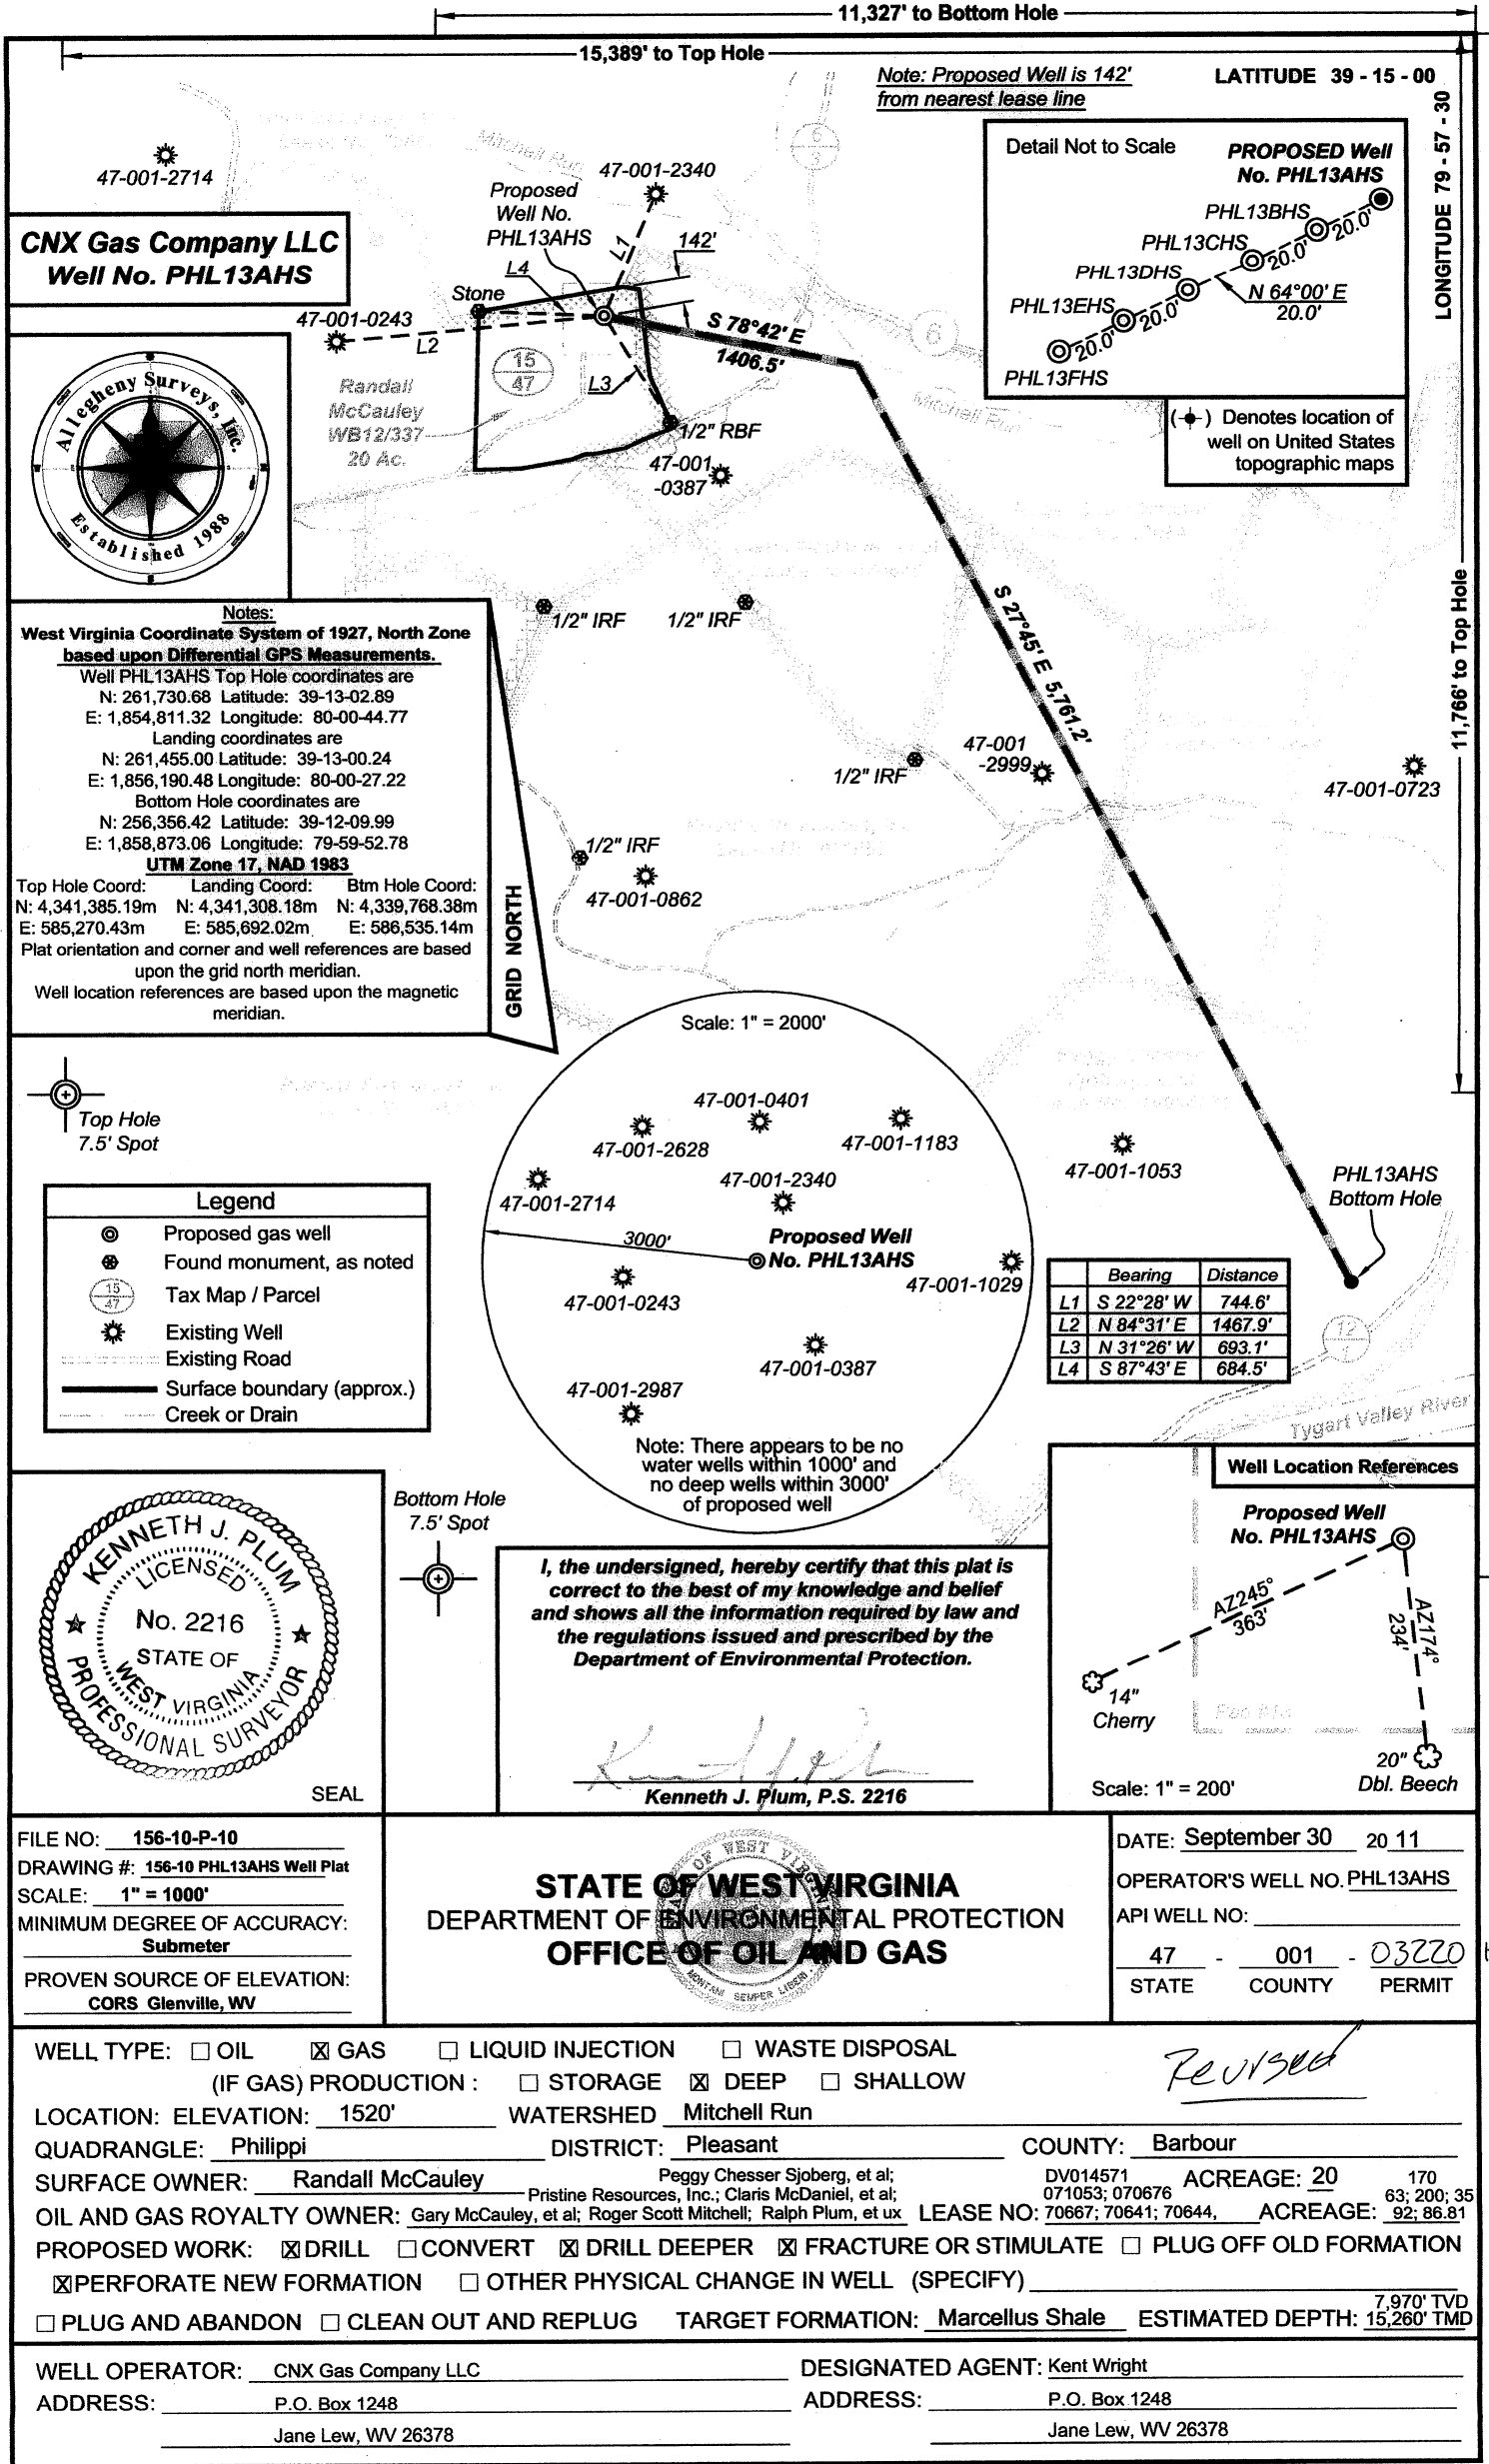 11,327' to Bottom Hole
15,389' to Top Hole
Note: Proposed Well is 142'
from nearest lease line
LATITUDE 39 - 15 - 00
LONGITUDE 79 - 57 - 30
11,766' to Top Hole
Detail Not to Scale
PROPOSED Well
No. PHL13AHS
PHL13BHS
20.0'
PHL13CHS
20.0'
PHL13DHS
N 64°00' E
20.0'
PHL13EHS
20.0'
20.0'
PHL13FHS
(-●-) Denotes location of
well on United States
topographic maps
47-001-2714
Mitchell Run
6
3
47-001-2340
Proposed
Well No.
PHL13AHS
L1
142'
L4
CNX Gas Company LLC
Well No. PHL13AHS
Stone
47-001-0243
L2
S 78°42' E
1406.5'
6
15
47
L3
Randall
McCauley
WB12/337
20 Ac.
Mitchell Run
1/2" RBF
47-001
-0387
Allegheny Surveys, Inc.
Established 1988
1/2" IRF
1/2" IRF
S 27°45' E 5,761.2'
Notes:
West Virginia Coordinate System of 1927, North Zone
based upon Differential GPS Measurements.
Well PHL13AHS Top Hole coordinates are
N: 261,730.68 Latitude: 39-13-02.89
E: 1,854,811.32 Longitude: 80-00-44.77
Landing coordinates are
N: 261,455.00 Latitude: 39-13-00.24
E: 1,856,190.48 Longitude: 80-00-27.22
Bottom Hole coordinates are
N: 256,356.42 Latitude: 39-12-09.99
E: 1,858,873.06 Longitude: 79-59-52.78
UTM Zone 17, NAD 1983
Top Hole Coord: Landing Coord: Btm Hole Coord:
N: 4,341,385.19m N: 4,341,308.18m N: 4,339,768.38m
E: 585,270.43m E: 585,692.02m E: 586,535.14m
Plat orientation and corner and well references are based
upon the grid north meridian.
Well location references are based upon the magnetic
meridian.
GRID NORTH
1/2" IRF
47-001
-2999
47-001-0723
1/2" IRF
47-001-0862
Top Hole
7.5' Spot
Scale: 1" = 2000'
47-001-0401
47-001-2628
47-001-1183
47-001-2714
47-001-2340
3000'
Proposed Well
No. PHL13AHS
47-001-1029
47-001-0243
47-001-0387
47-001-2987
Note: There appears to be no
water wells within 1000' and
no deep wells within 3000'
of proposed well
47-001-1053
PHL13AHS
Bottom Hole
Legend
Proposed gas well
Found monument, as noted
15
47
Tax Map / Parcel
Existing Well
Existing Road
Surface boundary (approx.)
Creek or Drain
Bearing Distance
L1 S 22°28' W 744.6'
L2 N 84°31' E 1467.9'
L3 N 31°26' W 693.1'
L4 S 87°43' E 684.5'
12
1
Tygart Valley River
Well Location References
Proposed Well
No. PHL13AHS
AZ245°
363'
AZ174°
234'
14"
Cherry
20"
Dbl. Beech
Scale: 1" = 200'
Bottom Hole
7.5' Spot
KENNETH J. PLUM
LICENSED
No. 2216
STATE OF
WEST VIRGINIA
PROFESSIONAL SURVEYOR
SEAL
I, the undersigned, hereby certify that this plat is
correct to the best of my knowledge and belief
and shows all the information required by law and
the regulations issued and prescribed by the
Department of Environmental Protection.
Kenneth J. Plum, P.S. 2216
FILE NO: 156-10-P-10
DRAWING #: 156-10 PHL13AHS Well Plat
SCALE: 1" = 1000'
MINIMUM DEGREE OF ACCURACY:
Submeter
PROVEN SOURCE OF ELEVATION:
CORS Glenville, WV
STATE OF WEST VIRGINIA
DEPARTMENT OF ENVIRONMENTAL PROTECTION
OFFICE OF OIL AND GAS
MONTANI SEMPER LIBERI
DATE: September 30 20 11
OPERATOR'S WELL NO. PHL13AHS
API WELL NO:
47 - 001 - 03220
STATE COUNTY PERMIT
WELL TYPE: ☐ OIL ☒ GAS ☐ LIQUID INJECTION ☐ WASTE DISPOSAL
(IF GAS) PRODUCTION : ☐ STORAGE ☒ DEEP ☐ SHALLOW
Revised
LOCATION: ELEVATION: 1520' WATERSHED Mitchell Run
QUADRANGLE: Philippi DISTRICT: Pleasant COUNTY: Barbour
SURFACE OWNER: Randall McCauley ACREAGE: 20
Peggy Chesser Sjoberg, et al; DV014571 170
Pristine Resources, Inc.; Claris McDaniel, et al; 071053; 070676 63; 200; 35
OIL AND GAS ROYALTY OWNER: Gary McCauley, et al; Roger Scott Mitchell; Ralph Plum, et ux LEASE NO: 70667; 70641; 70644, ACREAGE: 92; 86.81
PROPOSED WORK: ☒ DRILL ☐ CONVERT ☒ DRILL DEEPER ☒ FRACTURE OR STIMULATE ☐ PLUG OFF OLD FORMATION
☒ PERFORATE NEW FORMATION ☐ OTHER PHYSICAL CHANGE IN WELL (SPECIFY)
☐ PLUG AND ABANDON ☐ CLEAN OUT AND REPLUG TARGET FORMATION: Marcellus Shale ESTIMATED DEPTH: 7,970' TVD
15,260' TMD
WELL OPERATOR: CNX Gas Company LLC DESIGNATED AGENT: Kent Wright
ADDRESS: P.O. Box 1248 ADDRESS: P.O. Box 1248
Jane Lew, WV 26378 Jane Lew, WV 26378